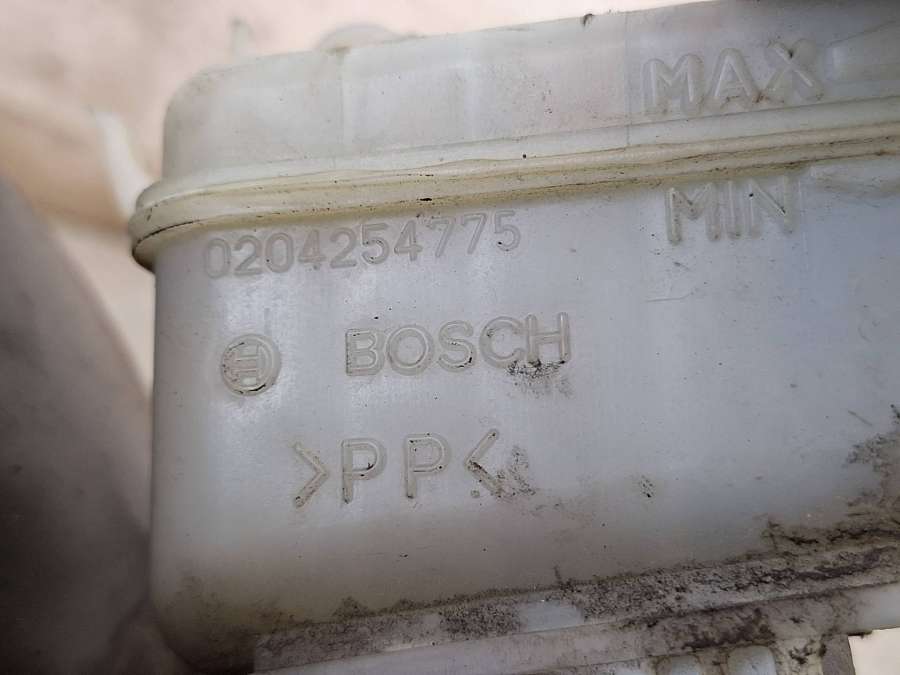 MAX
MIN
0204254775
BOSCH
>PP<